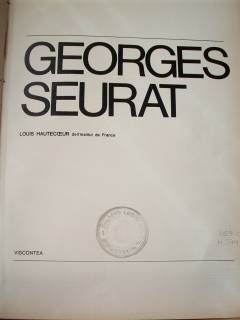 GEORGES
SEURAT
LOUIS HAUTECŒUR de l'Institut de France
VISCONTEA